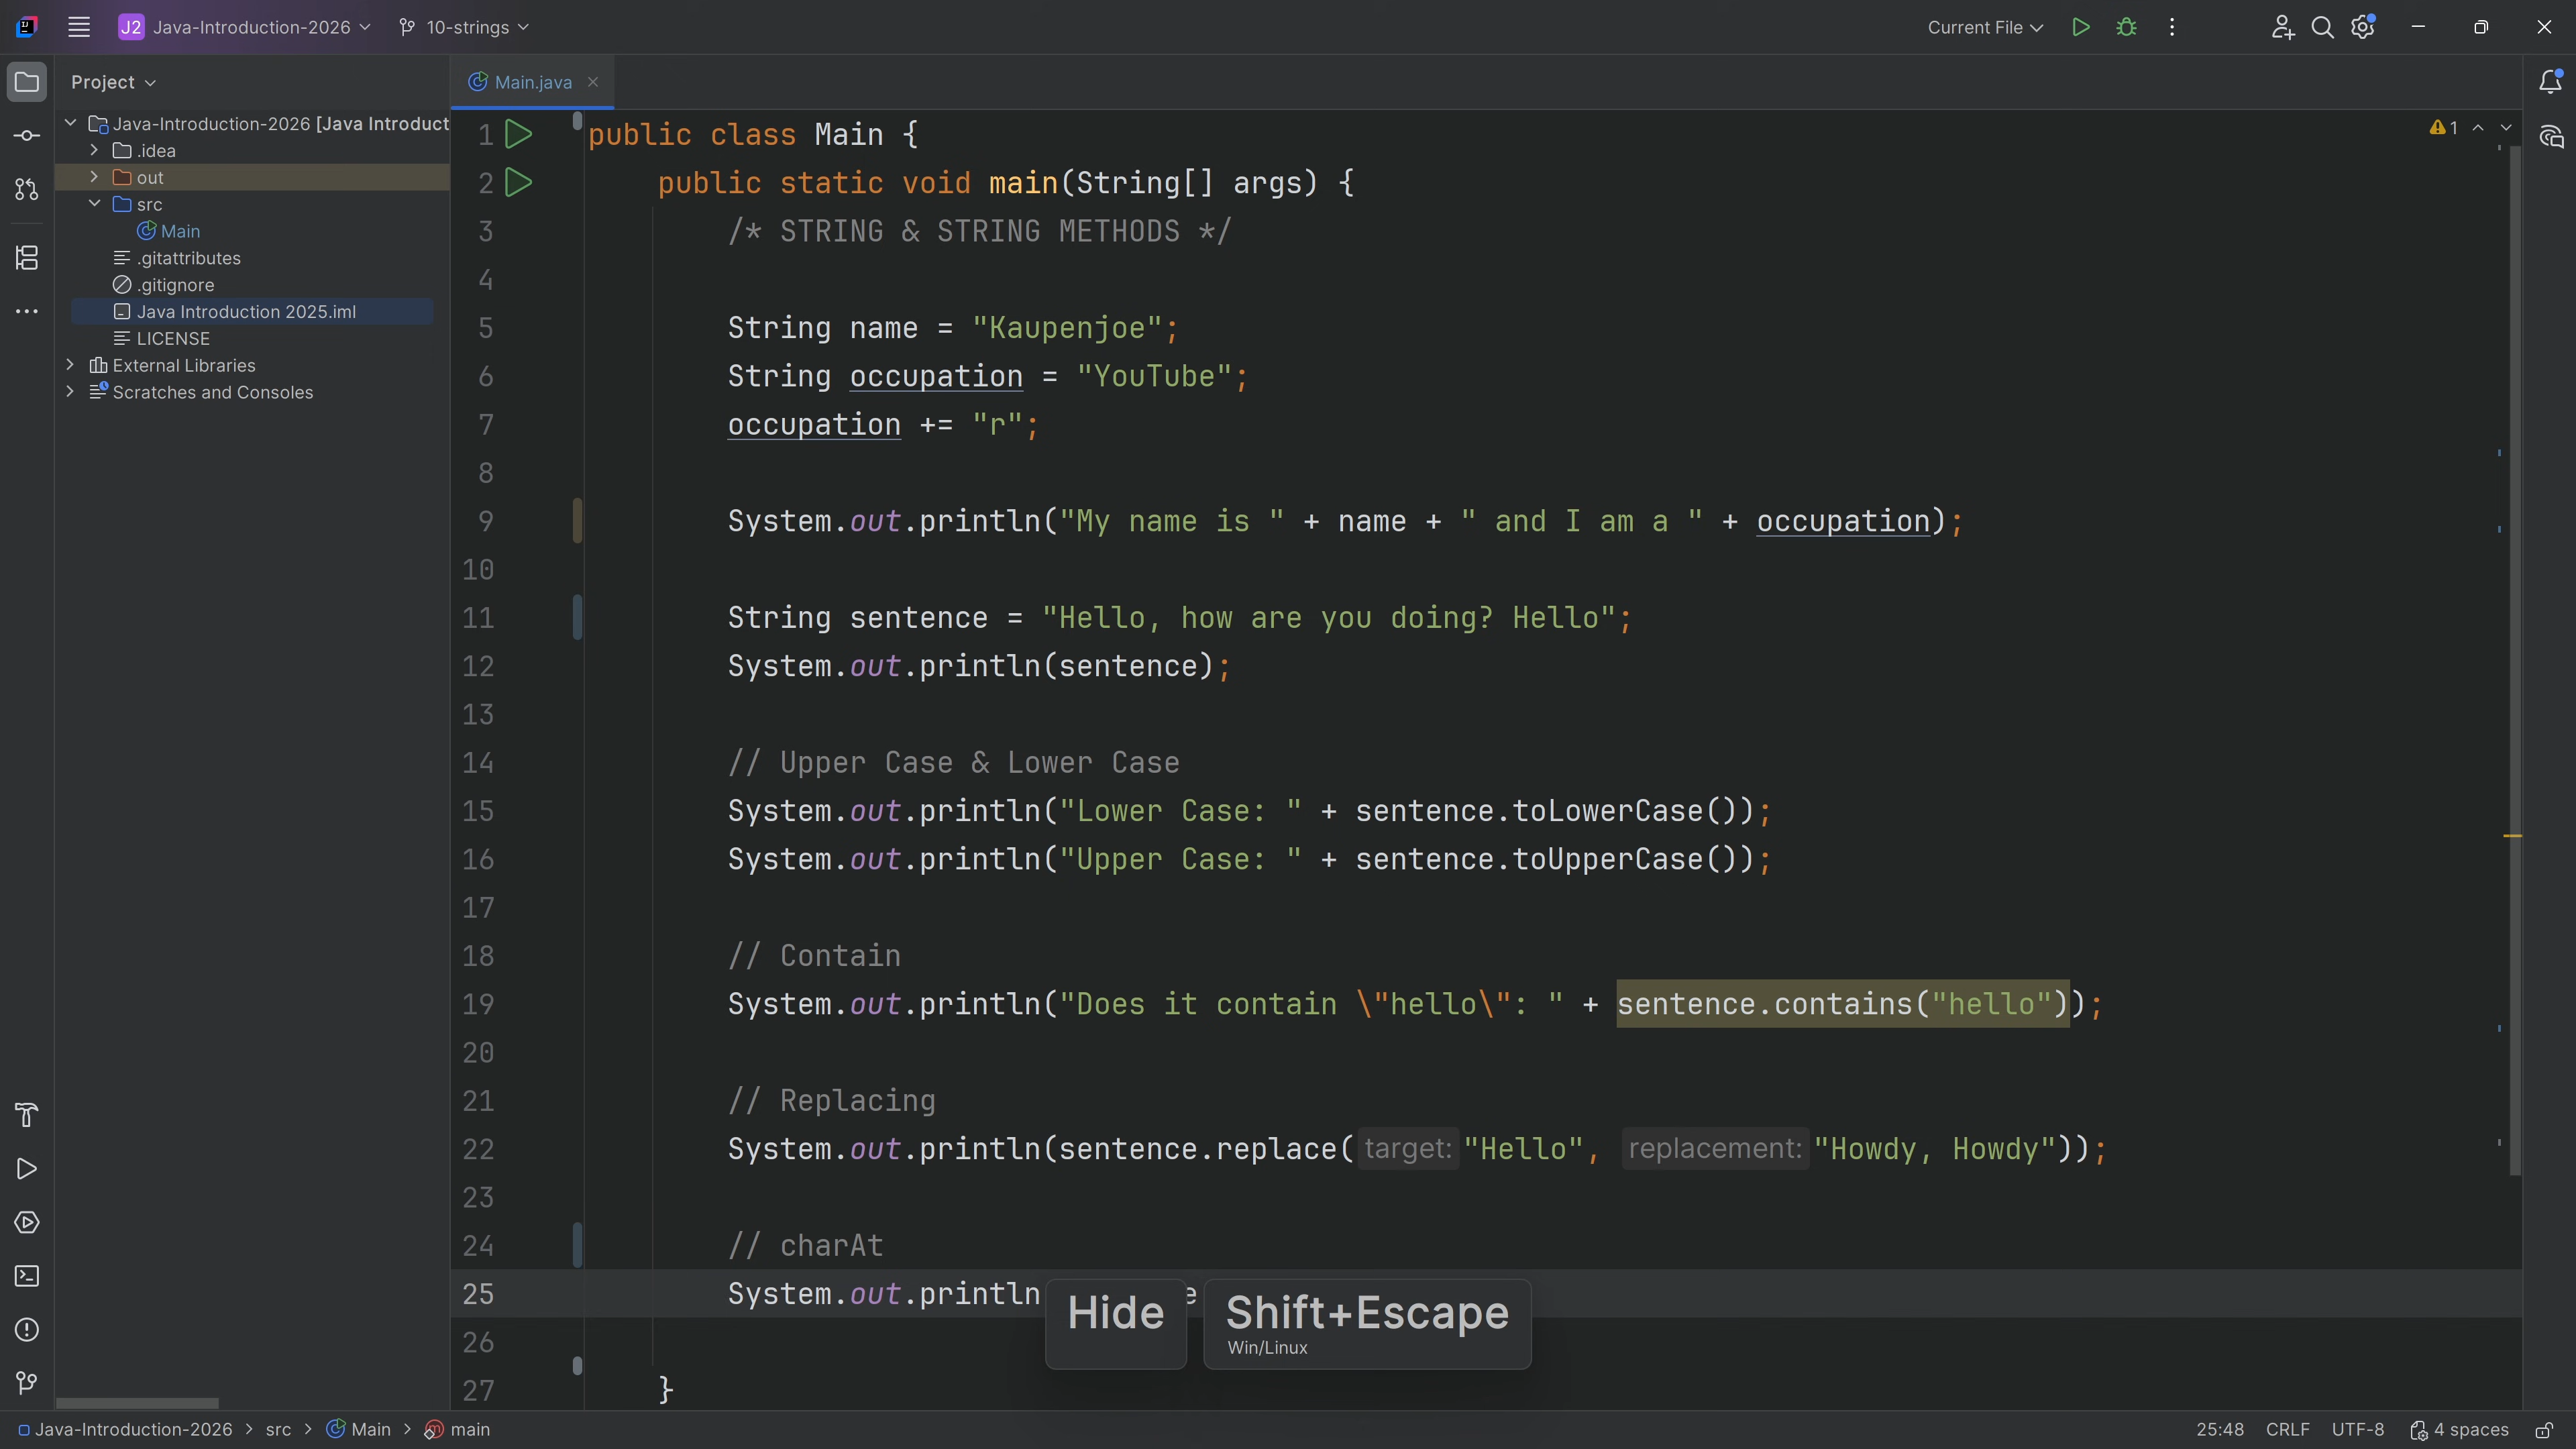 J2 Java-Introduction-2026 10-strings Current File
Project
Main.java
Java-Introduction-2026 [Java Introduct
.idea
out
src
Main
.gitattributes
.gitignore
Java Introduction 2025.iml
LICENSE
External Libraries
Scratches and Consoles
1
1 public class Main {
2 public static void main(String[] args) {
3 /* STRING & STRING METHODS */
4
5 String name = "Kaupenjoe";
6 String occupation = "YouTube";
7 occupation += "r";
8
9 System.out.println("My name is " + name + " and I am a " + occupation);
10
11 String sentence = "Hello, how are you doing? Hello";
12 System.out.println(sentence);
13
14 // Upper Case & Lower Case
15 System.out.println("Lower Case: " + sentence.toLowerCase());
16 System.out.println("Upper Case: " + sentence.toUpperCase());
17
18 // Contain
19 System.out.println("Does it contain \"hello\": " + sentence.contains("hello"));
20
21 // Replacing
22 System.out.println(sentence.replace( target: "Hello", replacement: "Howdy, Howdy"));
23
24 // charAt
25 System.out.println
Hide Shift+Escape
Win/Linux
26
27 }
Java-Introduction-2026 > src > Main > main 25:48 CRLF UTF-8 4 spaces